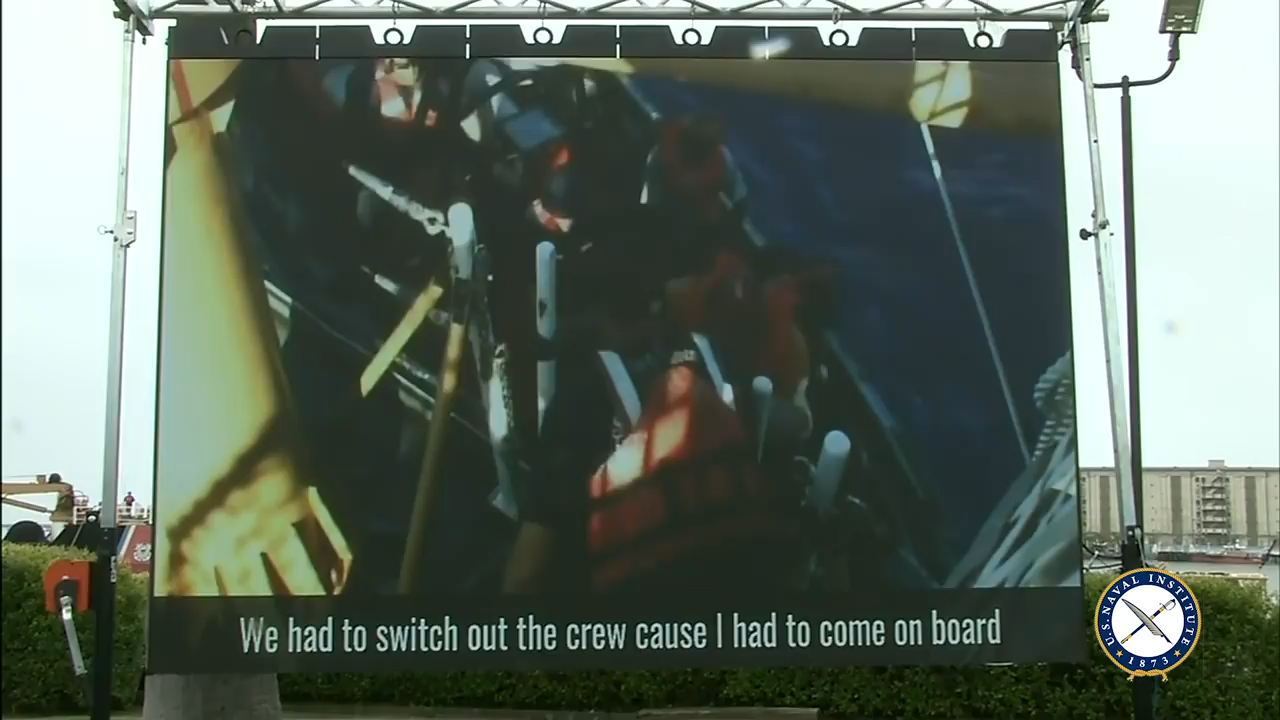 We had to switch out the crew cause I had to come on board
U.S. NAVAL INSTITUTE
1873